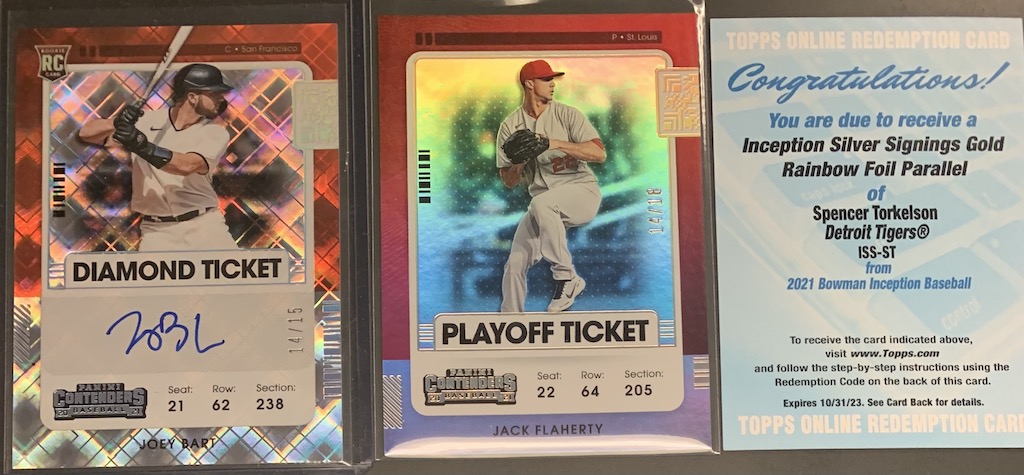 ROOKIE
RC
CARD
C • San Francisco
DIAMOND TICKET
14/15
PANINI
CONTENDERS
20 BASEBALL 21
Seat: Row: Section:
21 62 238
JOEY BART
P • St. Louis
14/18
PLAYOFF TICKET
PANINI
CONTENDERS
20 BASEBALL 21
Seat: Row: Section:
22 64 205
JACK FLAHERTY
TOPPS ONLINE REDEMPTION CARD
Congratulations!
You are due to receive a
Inception Silver Signings Gold
Rainbow Foil Parallel
of
Spencer Torkelson
Detroit Tigers®
ISS-ST
from
2021 Bowman Inception Baseball
control
To receive the card indicated above,
visit www.Topps.com
and follow the step-by-step instructions using the
Redemption Code on the back of this card.
Expires 10/31/23. See Card Back for details.
TOPPS ONLINE REDEMPTION CARD